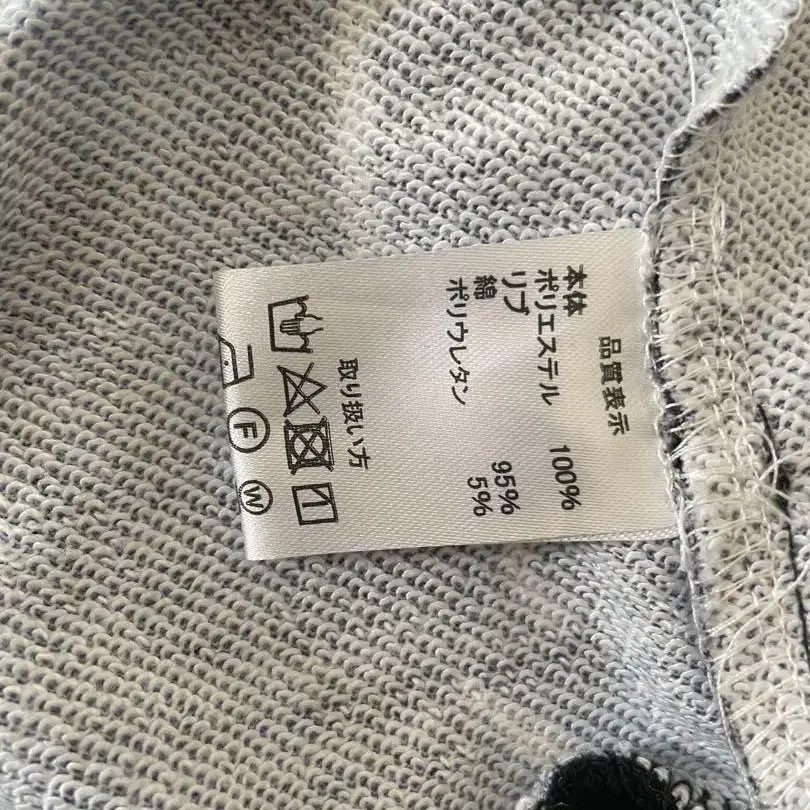 品質表示
本体
ポリエステル 100%
リブ
綿 95%
ポリウレタン 5%
取り扱い方
F
W